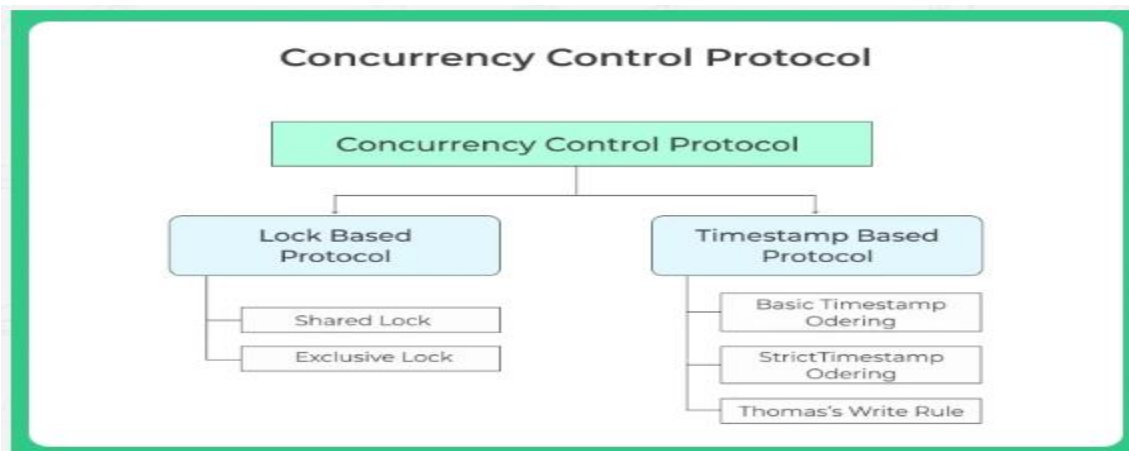 Concurrency Control Protocol
Concurrency Control Protocol
Lock Based
Protocol
Shared Lock
Exclusive Lock
Timestamp Based
Protocol
Basic Timestamp
Odering
StrictTimestamp
Odering
Thomas's Write Rule